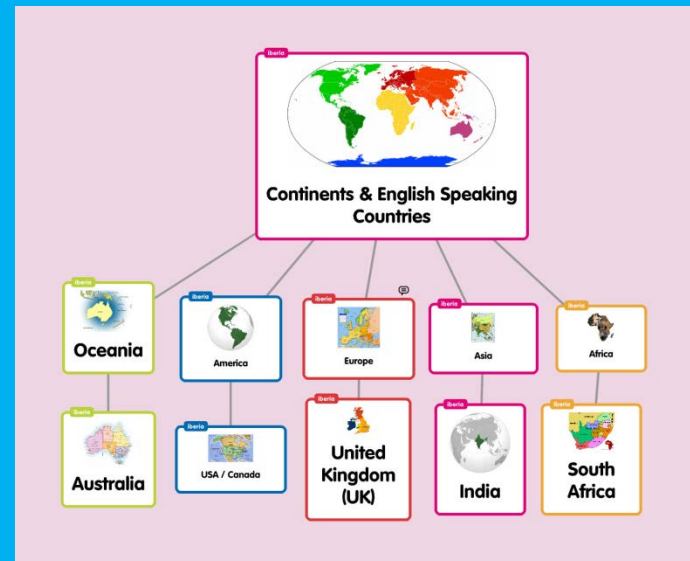 iberia
Continents & English Speaking
Countries
iberia
Oceania
iberia
America
iberia
Europe
iberia
Asia
iberia
Africa
iberia
Australia
iberia
USA / Canada
iberia
United
Kingdom
(UK)
iberia
India
iberia
South
Africa